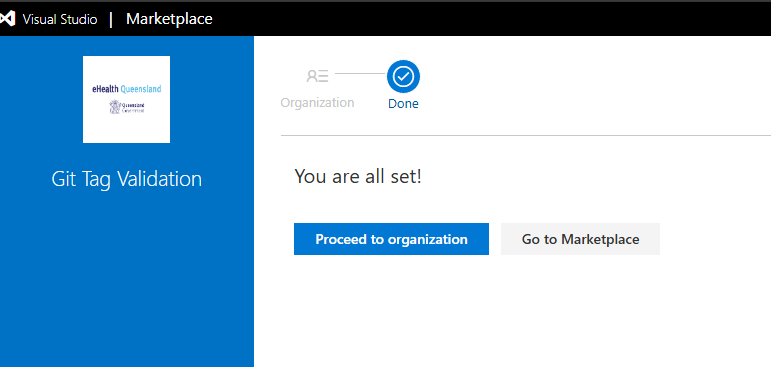 Visual Studio | Marketplace
eHealth Queensland
Queensland
Government
Git Tag Validation
Organization
Done
You are all set!
Proceed to organization
Go to Marketplace